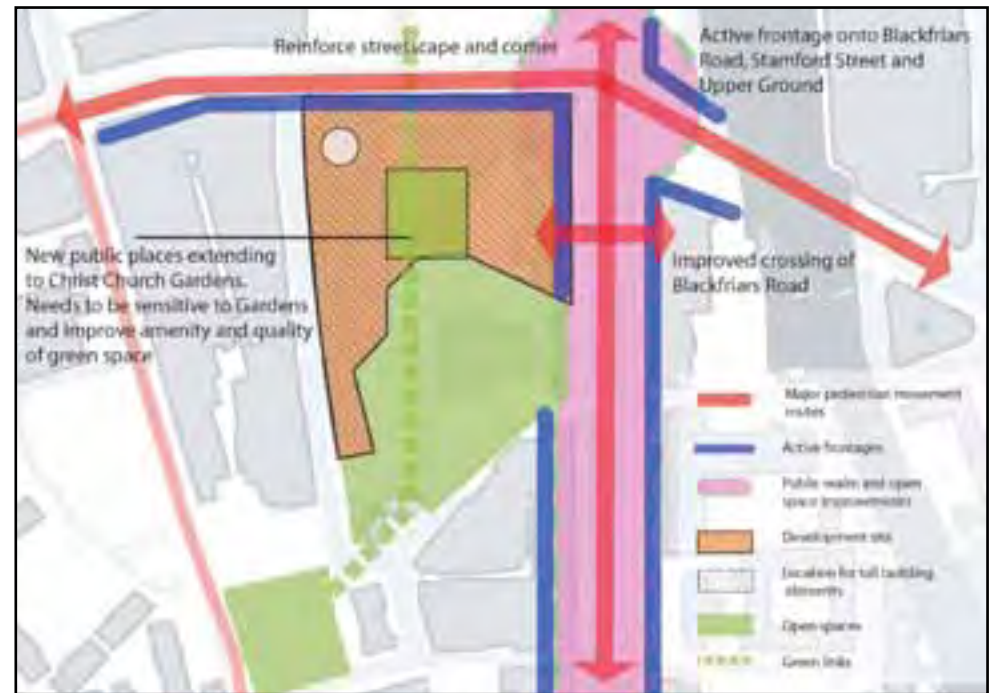 Reinforce streetscape and corner
Active frontage onto Blackfriars
Road, Stamford Street and
Upper Ground
New public places extending
to Christ Church Gardens.
Needs to be sensitive to Gardens
and improve amenity and quality
of green space
Improved crossing of
Blackfriars Road
Major pedestrian movement
routes
Active frontages
Public realm and open
space improvements
Development site
Location for tall building
elements
Open spaces
Green links